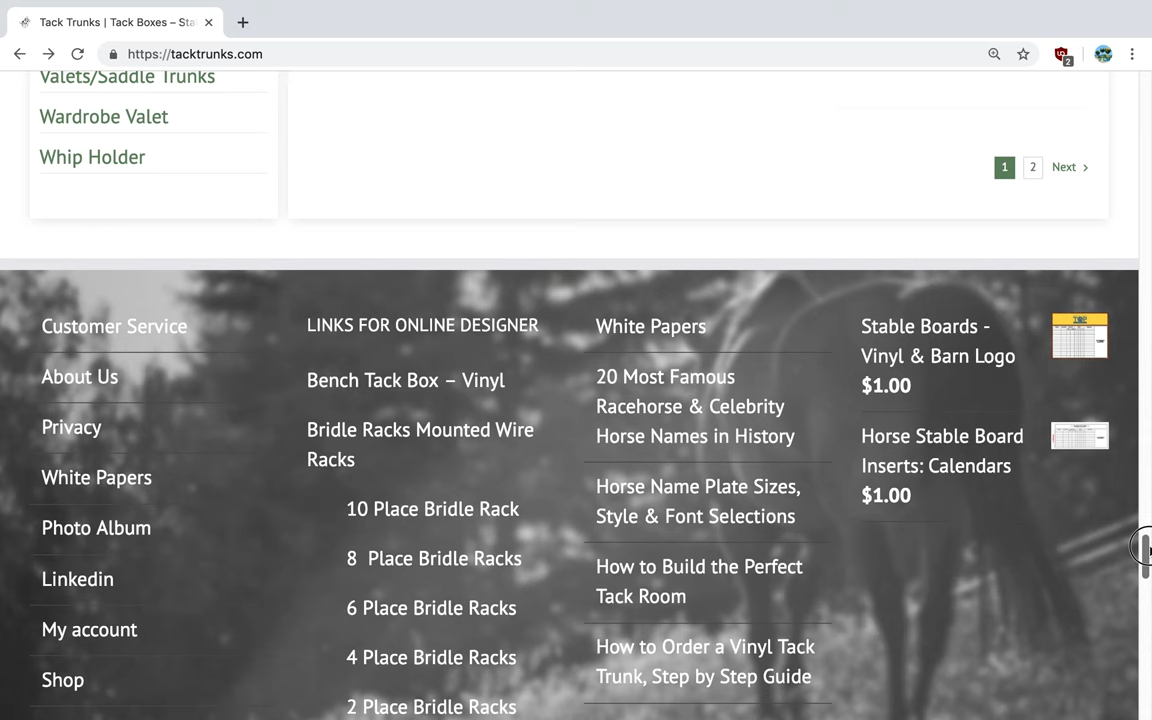 Tack Trunks | Tack Boxes – Sta
https://tacktrunks.com
2
Valets/Saddle Trunks
Wardrobe Valet
Whip Holder
1 2 Next ›
Customer Service
About Us
Privacy
White Papers
Photo Album
Linkedin
My account
Shop
LINKS FOR ONLINE DESIGNER
Bench Tack Box – Vinyl
Bridle Racks Mounted Wire
Racks
10 Place Bridle Rack
8 Place Bridle Racks
6 Place Bridle Racks
4 Place Bridle Racks
2 Place Bridle Racks
White Papers
20 Most Famous
Racehorse & Celebrity
Horse Names in History
Horse Name Plate Sizes,
Style & Font Selections
How to Build the Perfect
Tack Room
How to Order a Vinyl Tack
Trunk, Step by Step Guide
Stable Boards -
Vinyl & Barn Logo
$1.00
Horse Stable Board
Inserts: Calendars
$1.00